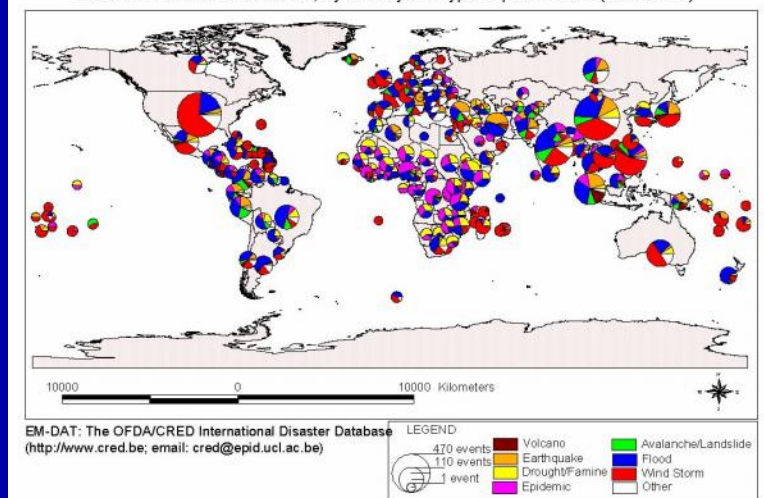 10000 0 10000 Kilometers
EM-DAT: The OFDA/CRED International Disaster Database
(http://www.cred.be; email: cred@epid.ucl.ac.be)
LEGEND
470 events
110 events
1 event
Volcano
Earthquake
Drought/Famine
Epidemic
Avalanche/Landslide
Flood
Wind Storm
Other